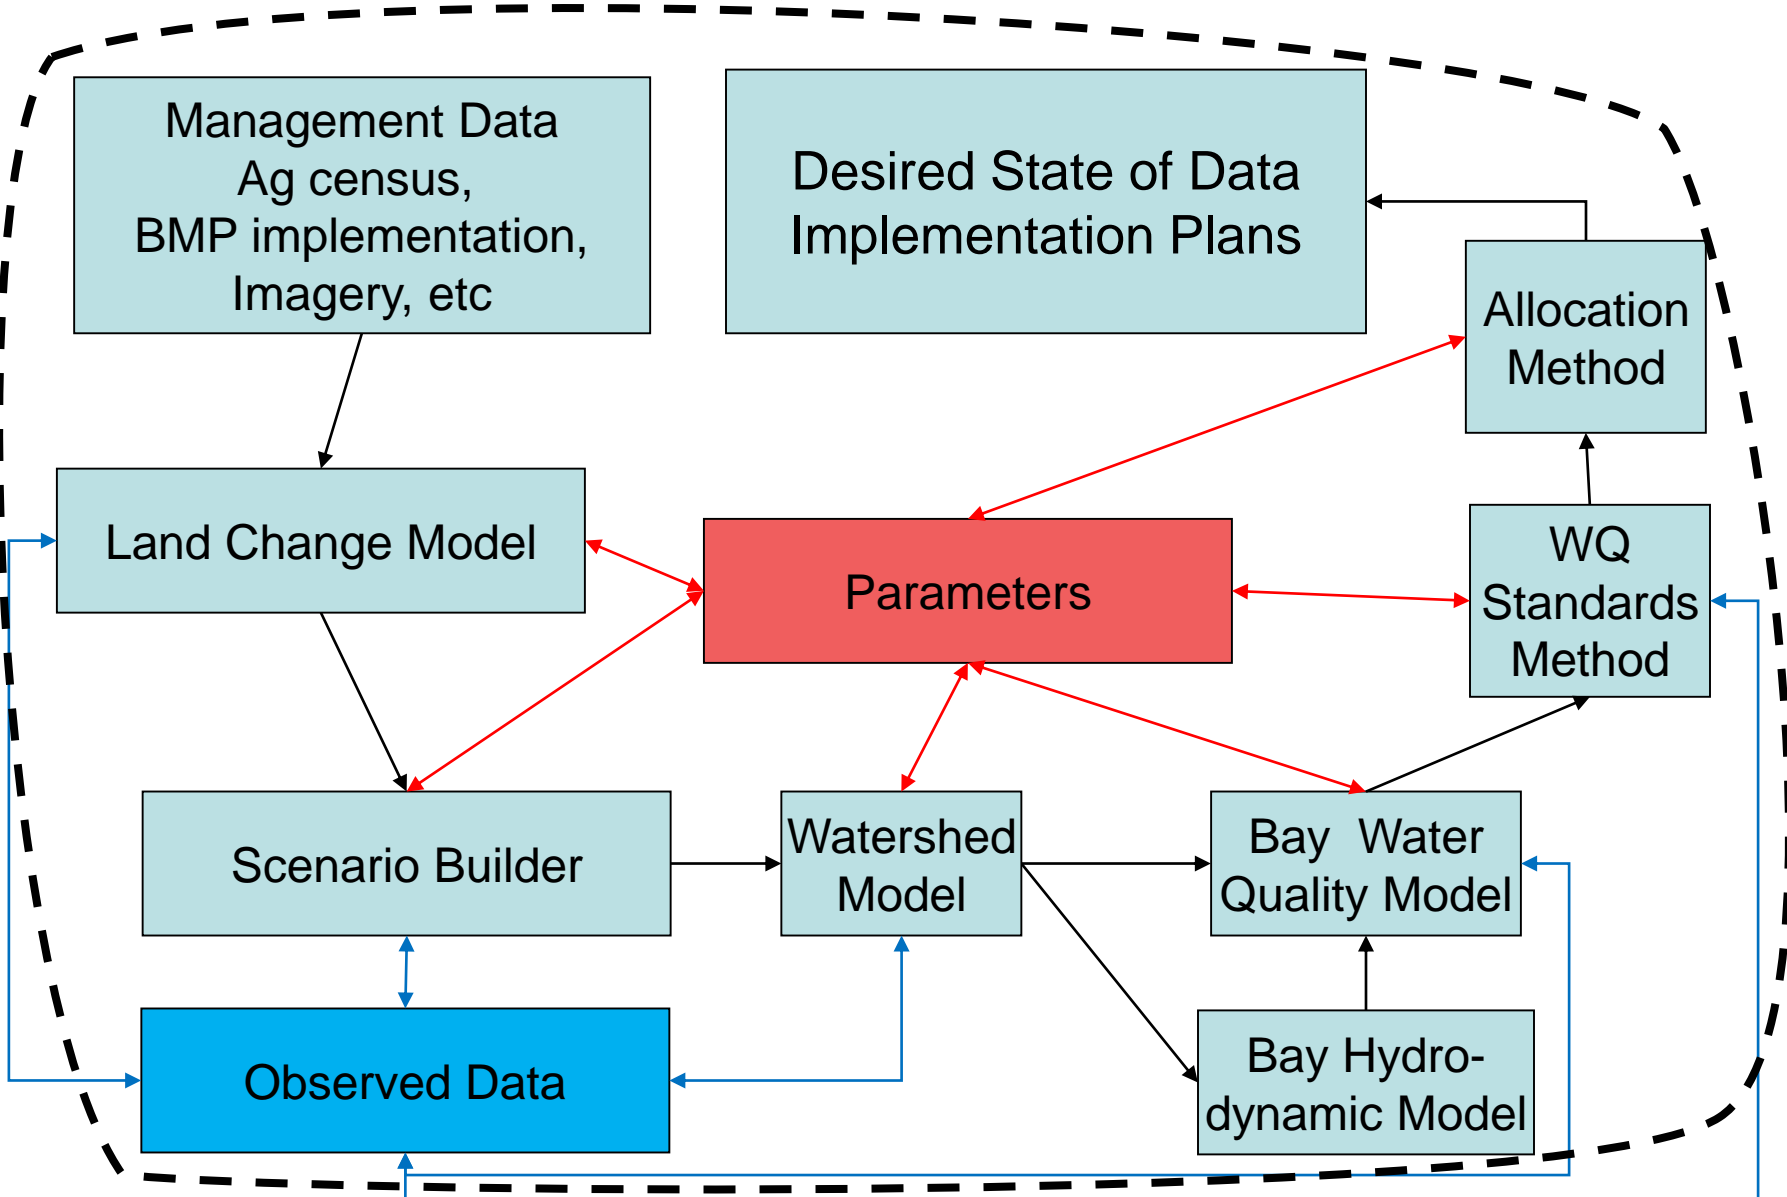 Management Data
Ag census,
BMP implementation,
Imagery, etc
Desired State of Data
Implementation Plans
Allocation
Method
Land Change Model
Parameters
WQ
Standards
Method
Scenario Builder
Watershed
Model
Bay  Water
Quality Model
Observed Data
Bay Hydro-
dynamic Model